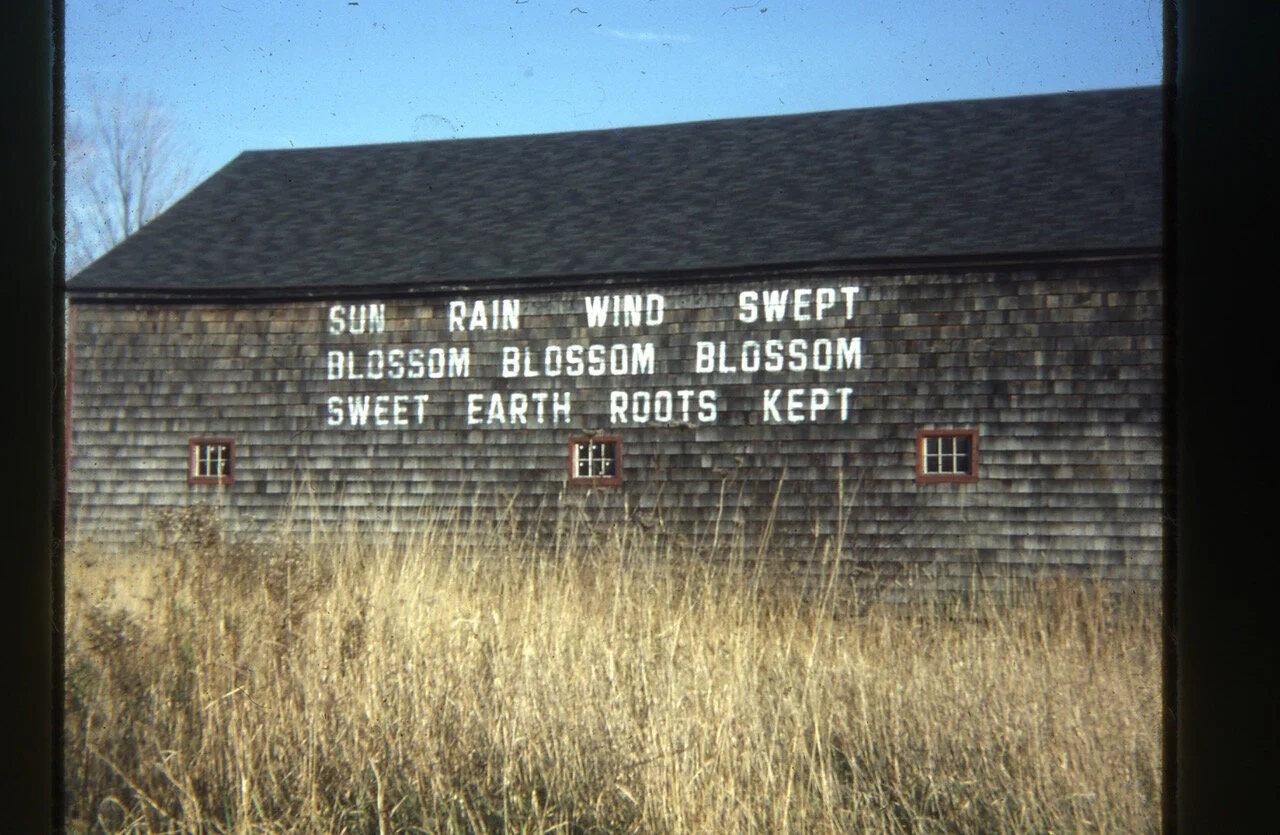 SUN RAIN WIND SWEPT
BLOSSOM BLOSSOM BLOSSOM
SWEET EARTH ROOTS KEPT